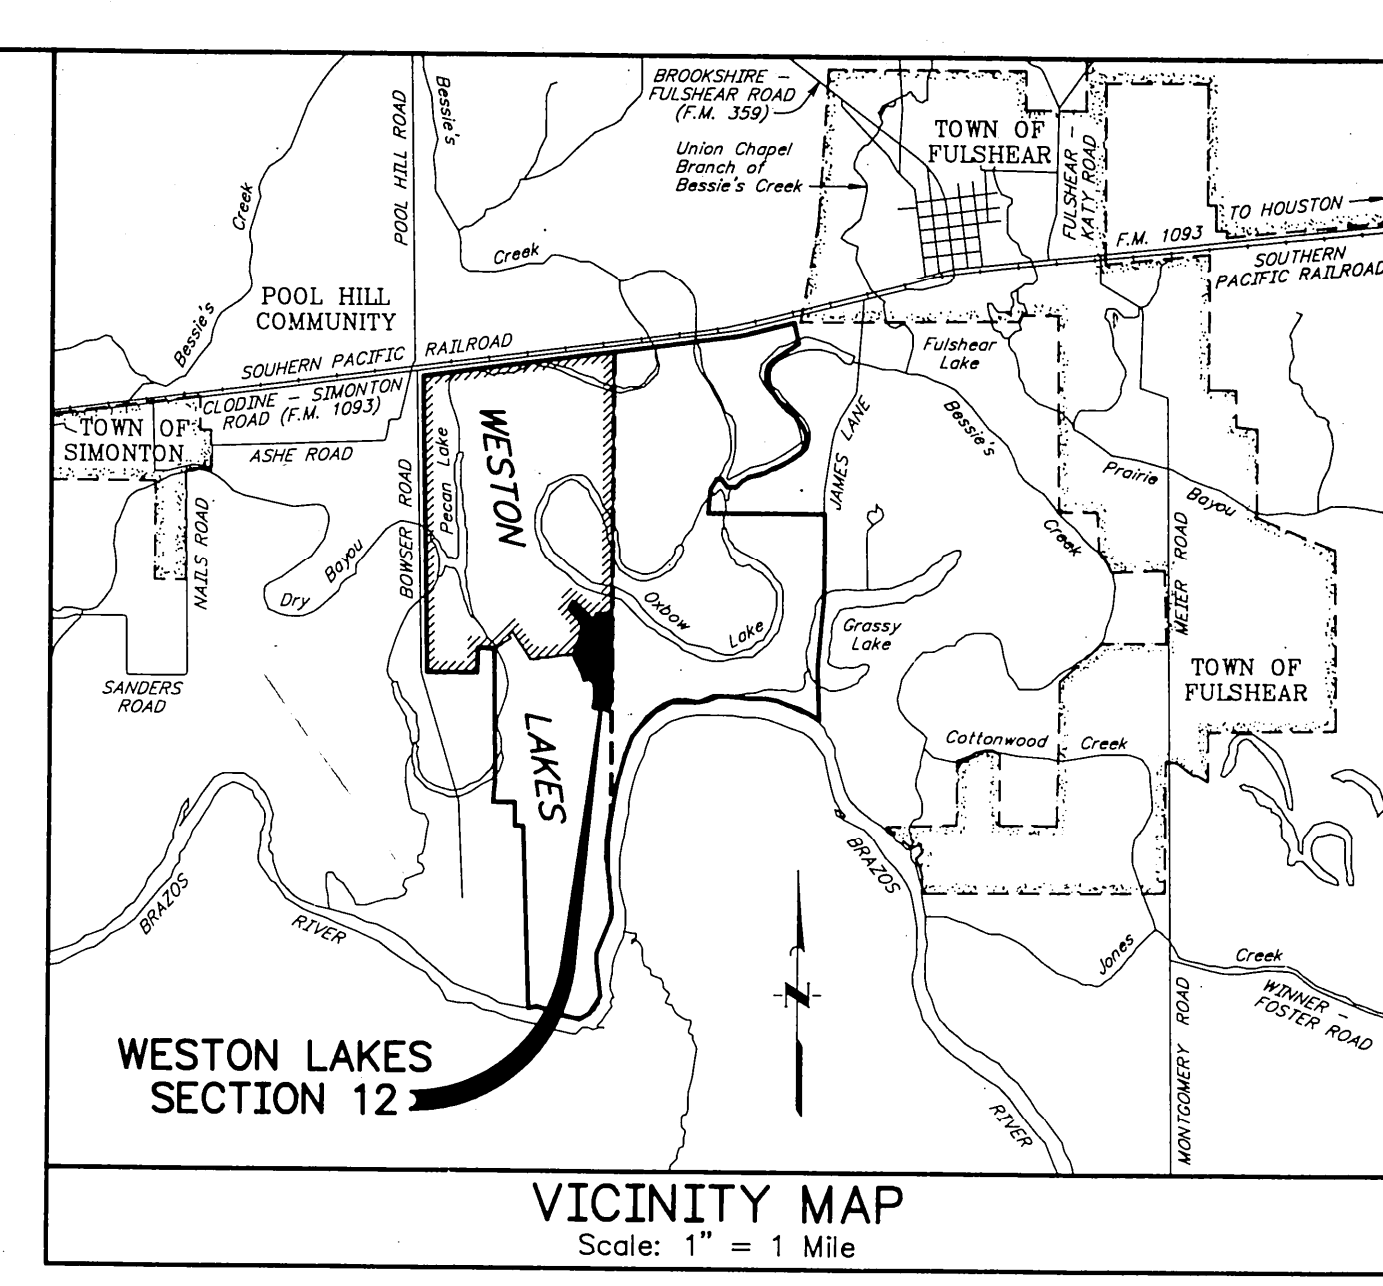 BROOKSHIRE -
FULSHEAR ROAD
(F.M. 359)
Union Chapel
Branch of
Bessie's Creek
TOWN OF
FULSHEAR
FULSHEAR -
KATY ROAD
TO HOUSTON
F.M. 1093
SOUTHERN
PACIFIC RAILROAD
POOL HILL ROAD
Bessie's
Creek
Creek
Bessie's
POOL HILL
COMMUNITY
SOUHERN PACIFIC RAILROAD
CLODINE - SIMONTON
ROAD (F.M. 1093)
TOWN OF
SIMONTON
ASHE ROAD
NAILS ROAD
BOWSER ROAD
Pecan Lake
WESTON
LAKES
Fulshear
Lake
JAMES LANE
Bessie's
Creek
Prairie
Bayou
MEIER ROAD
Dry
Bayou
Oxbow
Lake
Grassy
Lake
SANDERS
ROAD
TOWN OF
FULSHEAR
Cottonwood Creek
BRAZOS
RIVER
BRAZOS
RIVER
Jones
Creek
WINNER -
FOSTER ROAD
MONTGOMERY ROAD
N
WESTON LAKES
SECTION 12
VICINITY MAP
Scale: 1" = 1 Mile